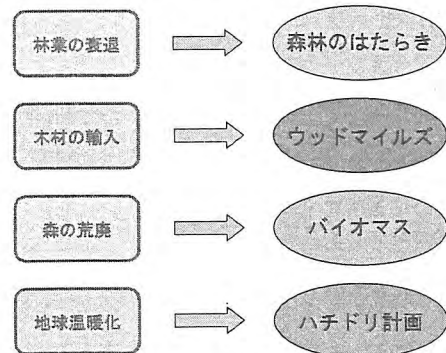 林業の衰退 森林のはたらき
木材の輸入 ウッドマイルズ
森の荒廃 バイオマス
地球温暖化 ハチドリ計画